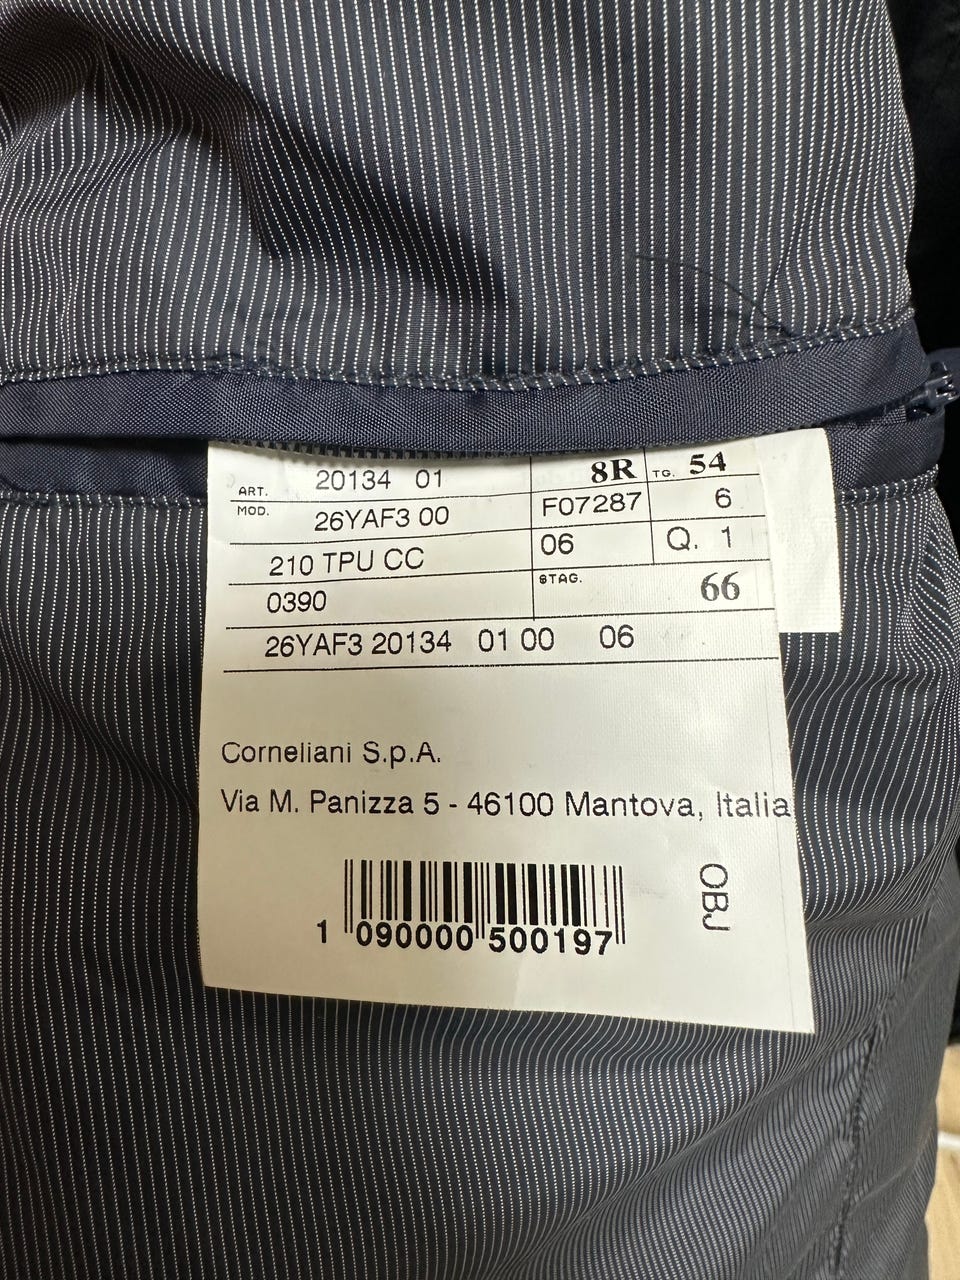 ART. 20134 01 8R TG. 54
MOD. 26YAF3 00 F07287 6
210 TPU CC 06 Q. 1
0390 STAG. 66
26YAF3 20134 01 00 06
Corneliani S.p.A.
Via M. Panizza 5 - 46100 Mantova, Italia
OBJ
1 090000 500197